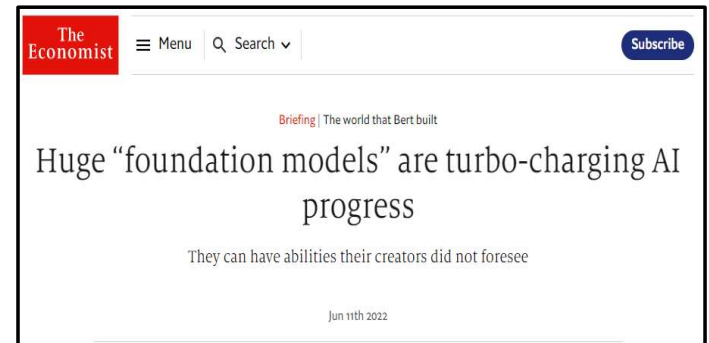 The
Economist
Menu
Search
Subscribe
Briefing | The world that Bert built
Huge “foundation models” are turbo-charging AI
progress
They can have abilities their creators did not foresee
Jun 11th 2022